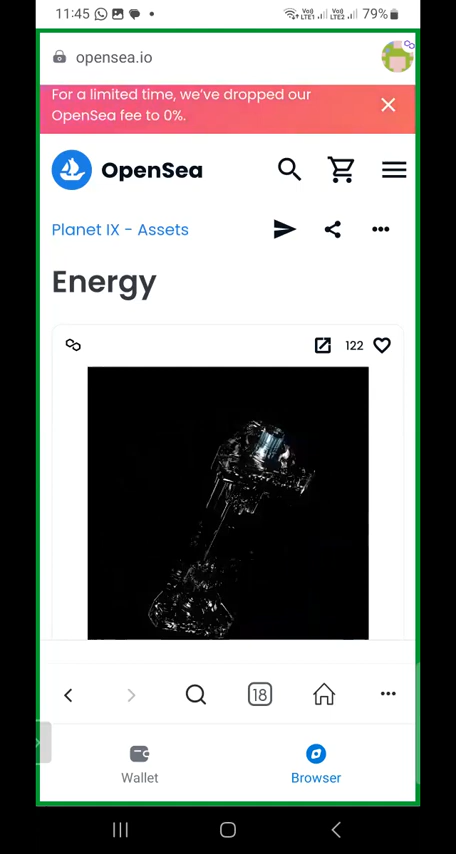 11:45
79%
opensea.io
For a limited time, we've dropped our
OpenSea fee to 0%.
OpenSea
Planet IX - Assets
Energy
122
18
Wallet
Browser